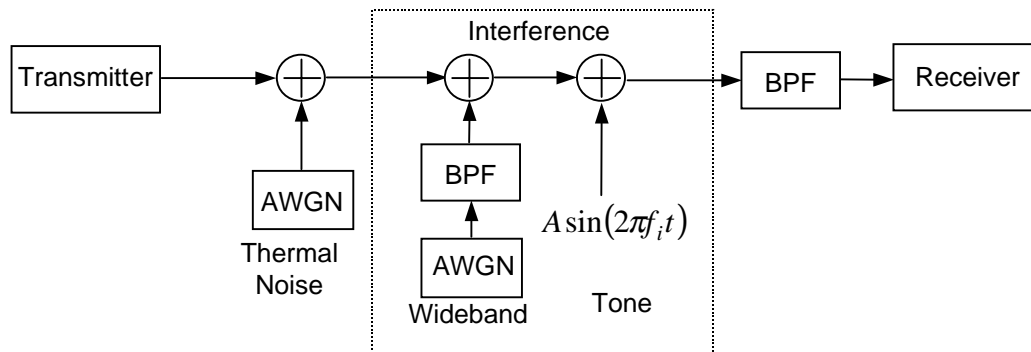 Interference
Transmitter
BPF
Receiver
BPF
AWGN
Thermal
Noise
A sin(2πf_i t)
AWGN
Wideband
Tone